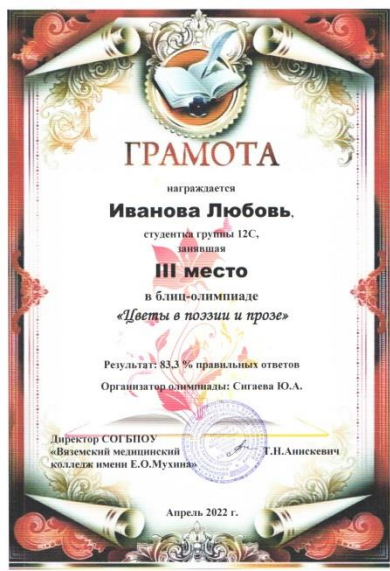 ГРАМОТА
награждается
Иванова Любовь,
студентка группы 12С,
занявшая
III место
в блиц-олимпиаде
«Цветы в поэзии и прозе»
Результат: 83,3 % правильных ответов
Организатор олимпиады: Сигаева Ю.А.
Директор СОГБПОУ
«Вяземский медицинский
колледж имени Е.О.Мухина» Т.Н.Анискевич
Апрель 2022 г.